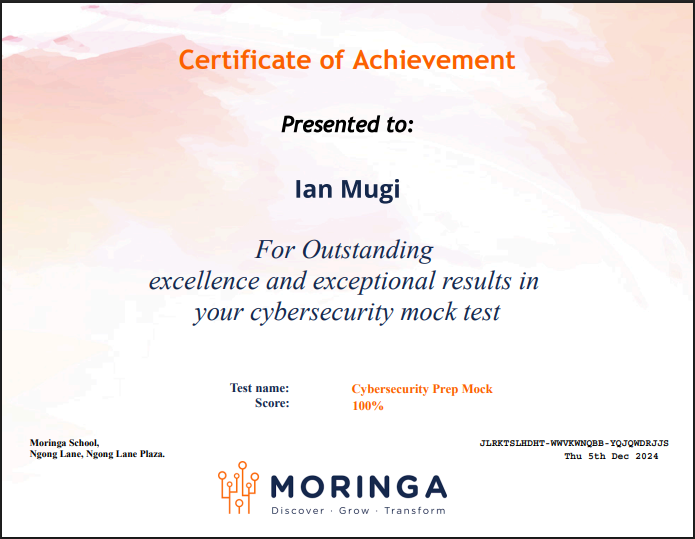 Certificate of Achievement
Presented to:
Ian Mugi
For Outstanding
excellence and exceptional results in
your cybersecurity mock test
Test name: Cybersecurity Prep Mock
Score: 100%
Moringa School,
Ngong Lane, Ngong Lane Plaza.
JLRKTSLHDHT-WWVKWNQBB-YQJQWDRJJS
Thu 5th Dec 2024
MORINGA
Discover · Grow · Transform